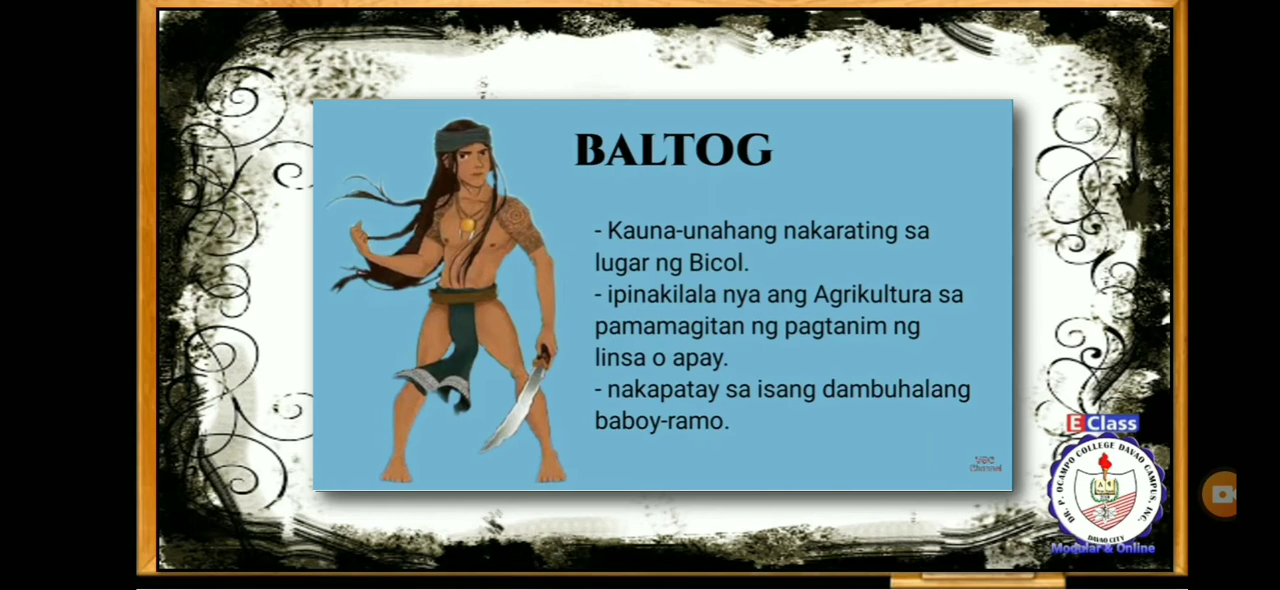 BALTOG
- Kauna-unahang nakarating sa
lugar ng Bicol.
- ipinakilala nya ang Agrikultura sa
pamamagitan ng pagtanim ng
linsa o apay.
- nakapatay sa isang dambuhalang
baboy-ramo.
Channel
E Class
DR. P. OCAMPO COLLEGE DAVAO CAMPUS, INC.
DAVAO CITY
Modular & Online